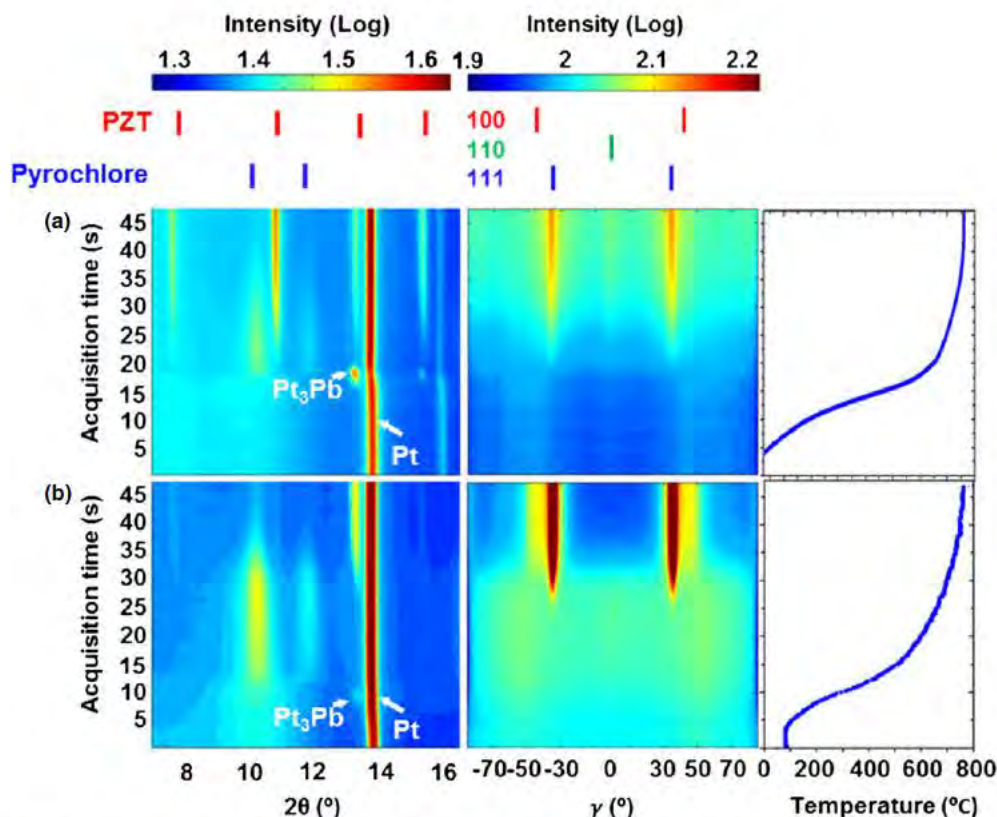 Intensity (Log) Intensity (Log)
1.3 1.4 1.5 1.6 1.9 2 2.1 2.2
PZT 100
110
Pyrochlore 111
(a)
Acquisition time (s)
45
40
35
30
25
20
15
10
5
Pt₃Pb
Pt
(b)
Acquisition time (s)
45
40
35
30
25
20
15
10
5
Pt₃Pb Pt
8 10 12 14 16 -70 -50 -30 0 30 50 70 0 200 400 600 800
2θ (º) γ (º) Temperature (ºC)